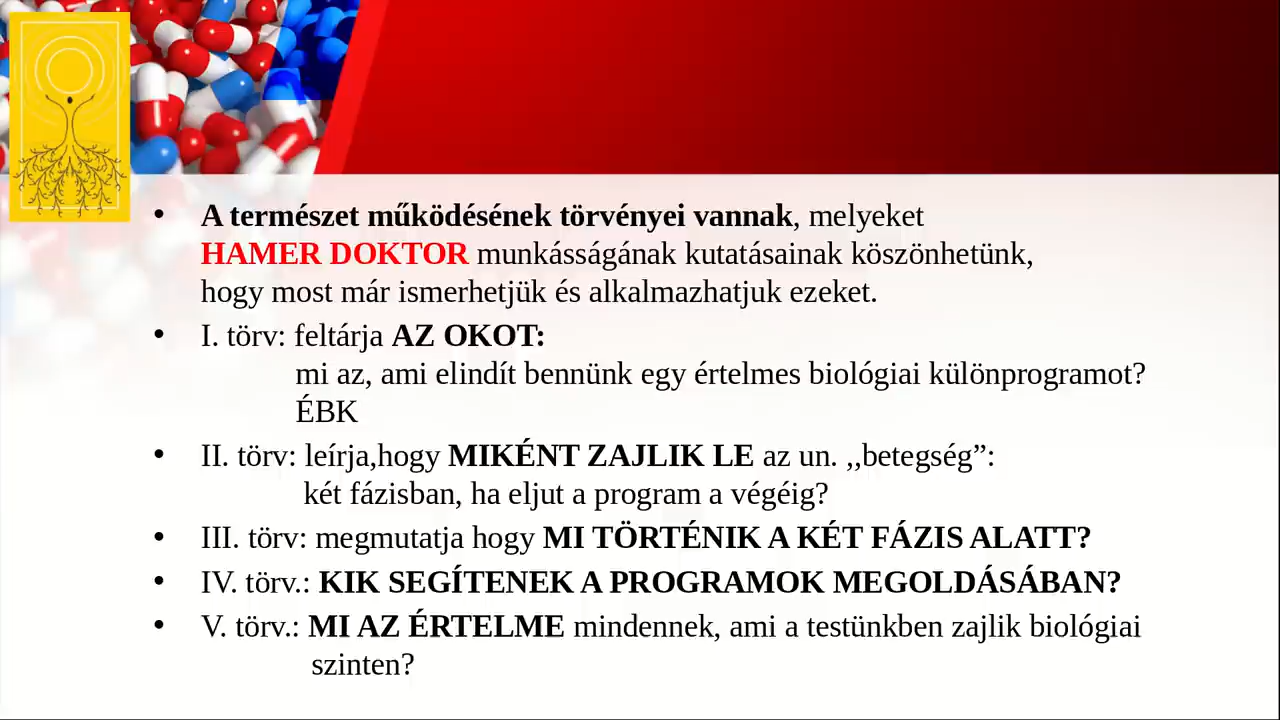 • A természet működésének törvényei vannak, melyeket
HAMER DOKTOR munkásságának kutatásainak köszönhetünk,
hogy most már ismerhetjük és alkalmazhatjuk ezeket.
• I. törv: feltárja AZ OKOT:
mi az, ami elindít bennünk egy értelmes biológiai különprogramot?
ÉBK
• II. törv: leírja,hogy MIKÉNT ZAJLIK LE az un. ,,betegség”:
két fázisban, ha eljut a program a végéig?
• III. törv: megmutatja hogy MI TÖRTÉNIK A KÉT FÁZIS ALATT?
• IV. törv.: KIK SEGÍTENEK A PROGRAMOK MEGOLDÁSÁBAN?
• V. törv.: MI AZ ÉRTELME mindennek, ami a testünkben zajlik biológiai
szinten?